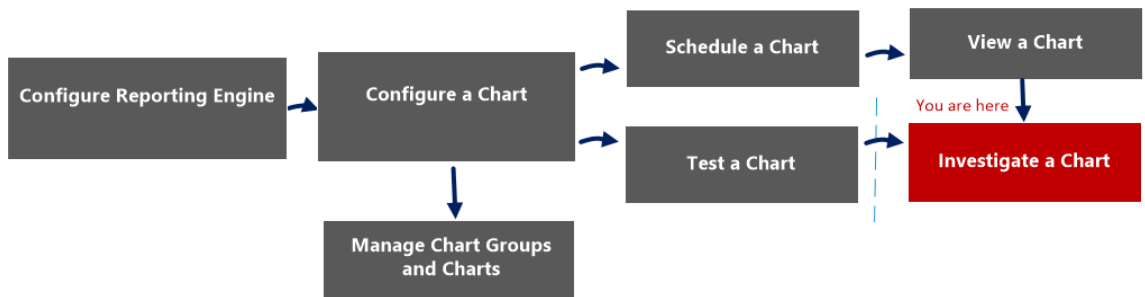 Configure Reporting Engine
Configure a Chart
Schedule a Chart
View a Chart
You are here
Test a Chart
Investigate a Chart
Manage Chart Groups
and Charts